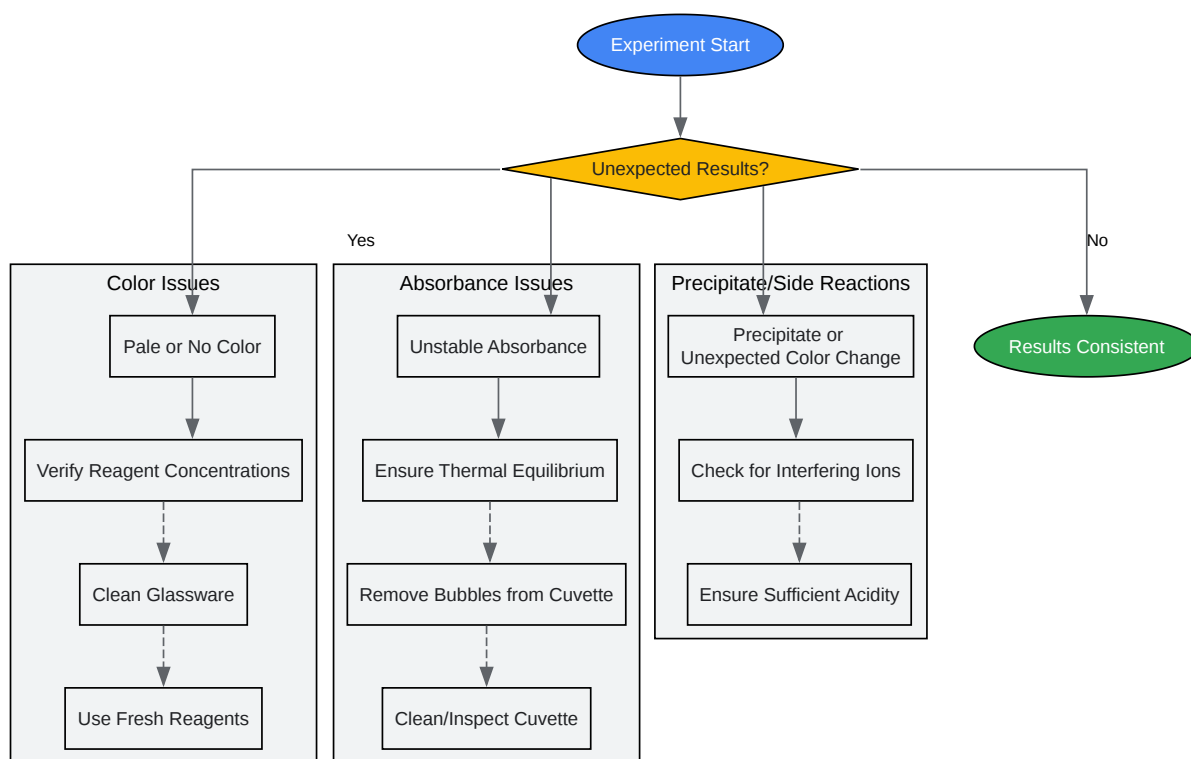 Experiment Start
Unexpected Results?
Yes
No
Color Issues
Absorbance Issues
Precipitate/Side Reactions
Pale or No Color
Unstable Absorbance
Precipitate or
Unexpected Color Change
Results Consistent
Verify Reagent Concentrations
Ensure Thermal Equilibrium
Check for Interfering Ions
Clean Glassware
Remove Bubbles from Cuvette
Ensure Sufficient Acidity
Use Fresh Reagents
Clean/Inspect Cuvette